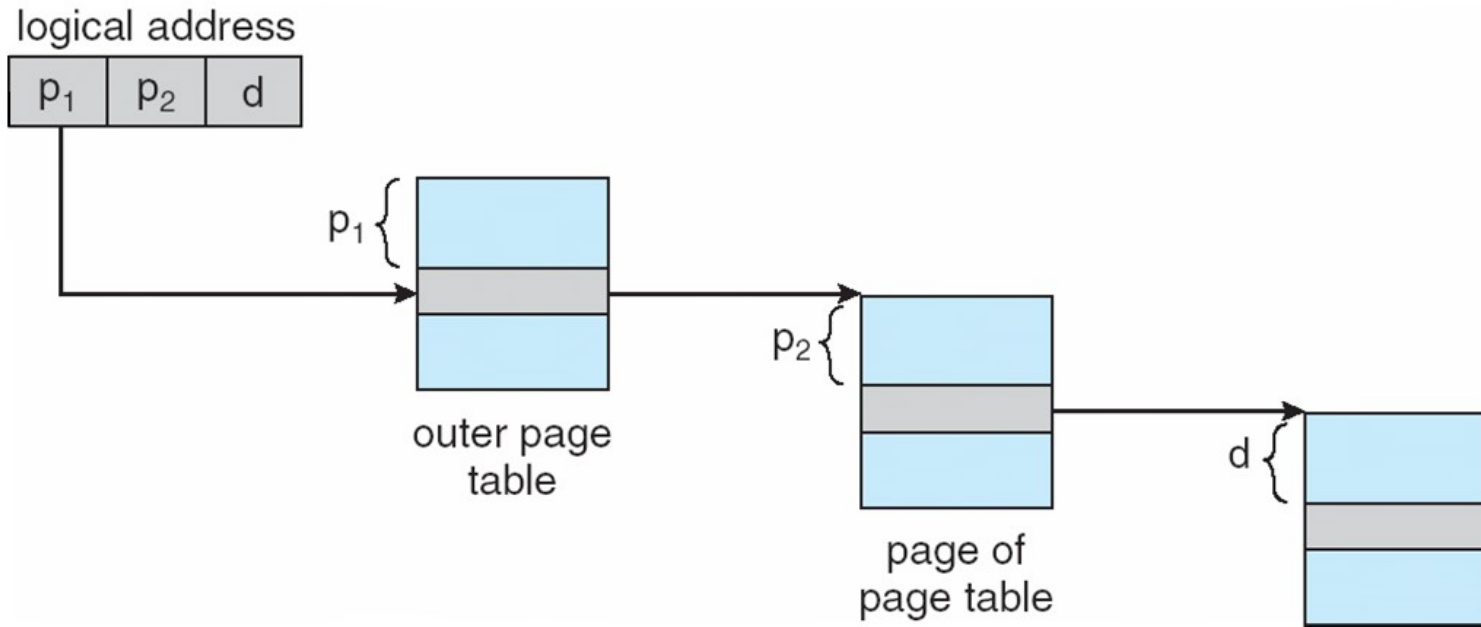 logical address
p₁ p₂ d
p₁
outer page
table
p₂
page of
page table
d